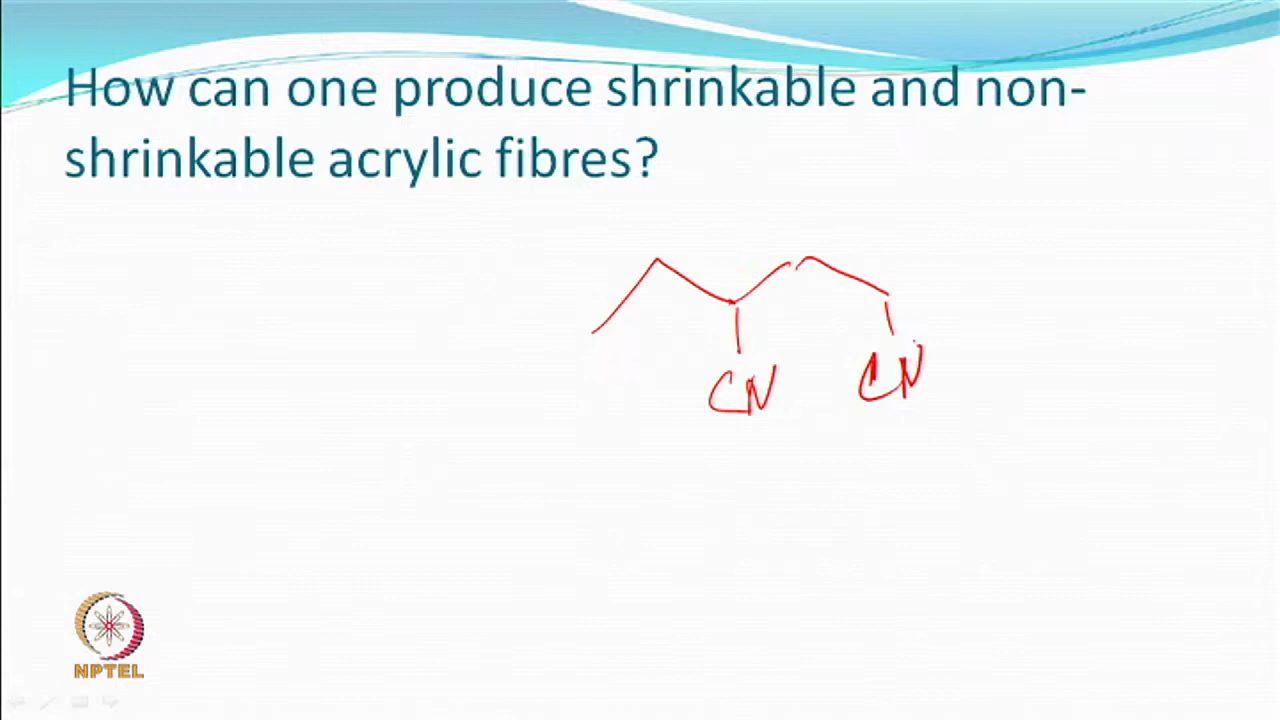 How can one produce shrinkable and non-
shrinkable acrylic fibres?
CN CN
NPTEL